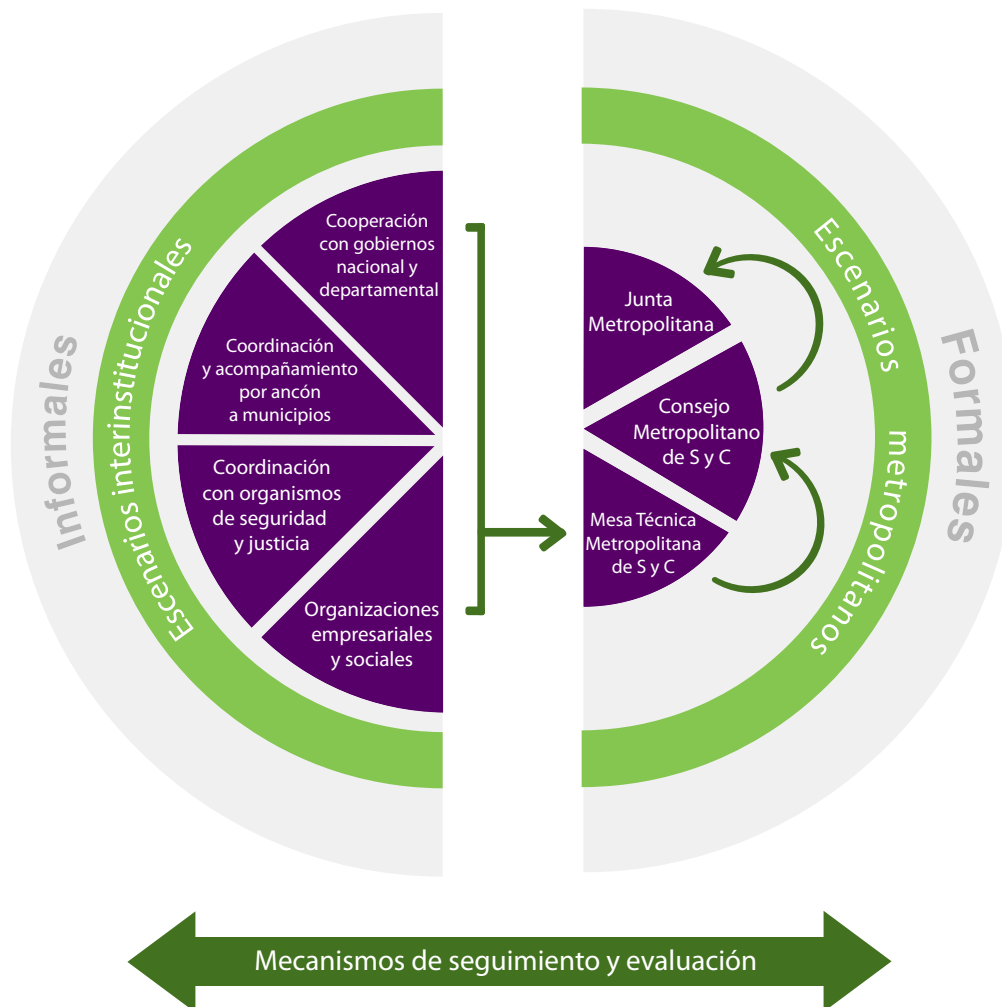 Informales
Escenarios interinstitucionales
Cooperación
con gobiernos
nacional y
departamental
Coordinación
y acompañamiento
por ancón
a municipios
Coordinación
con organismos
de seguridad
y justicia
Organizaciones
empresariales
y sociales
Junta
Metropolitana
Consejo
Metropolitano
de S y C
Mesa Técnica
Metropolitana
de S y C
Escenarios
metropolitanos
Formales
Mecanismos de seguimiento y evaluación